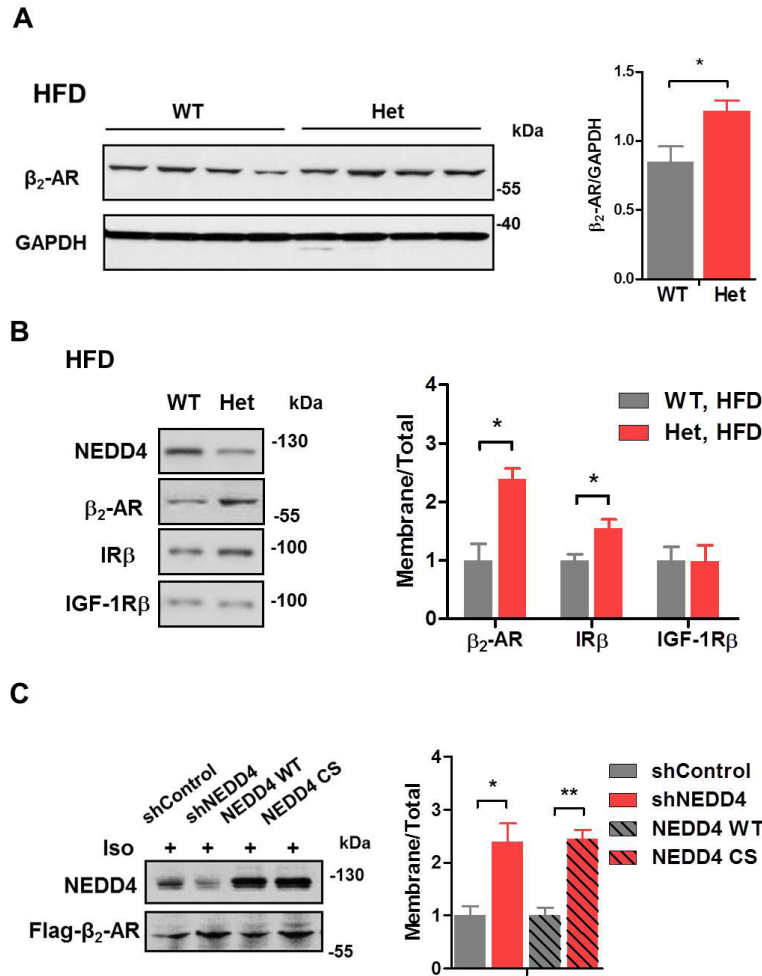 A
HFD
WT Het
kDa
β2-AR
-55
GAPDH
-40
β2-AR/GAPDH
1.5
1.0
0.5
0.0
*
WT Het
B
HFD
WT Het kDa
NEDD4 -130
β2-AR
-55
IRβ -100
IGF-1Rβ -100
Membrane/Total
4
3
2
1
0
* *
β2-AR IRβ IGF-1Rβ
WT, HFD
Het, HFD
C
shControl
shNEDD4
NEDD4 WT
NEDD4 CS
Iso + + + + kDa
NEDD4 -130
Flag-β2-AR
-55
Membrane/Total
4
3
2
1
0
* **
shControl
shNEDD4
NEDD4 WT
NEDD4 CS